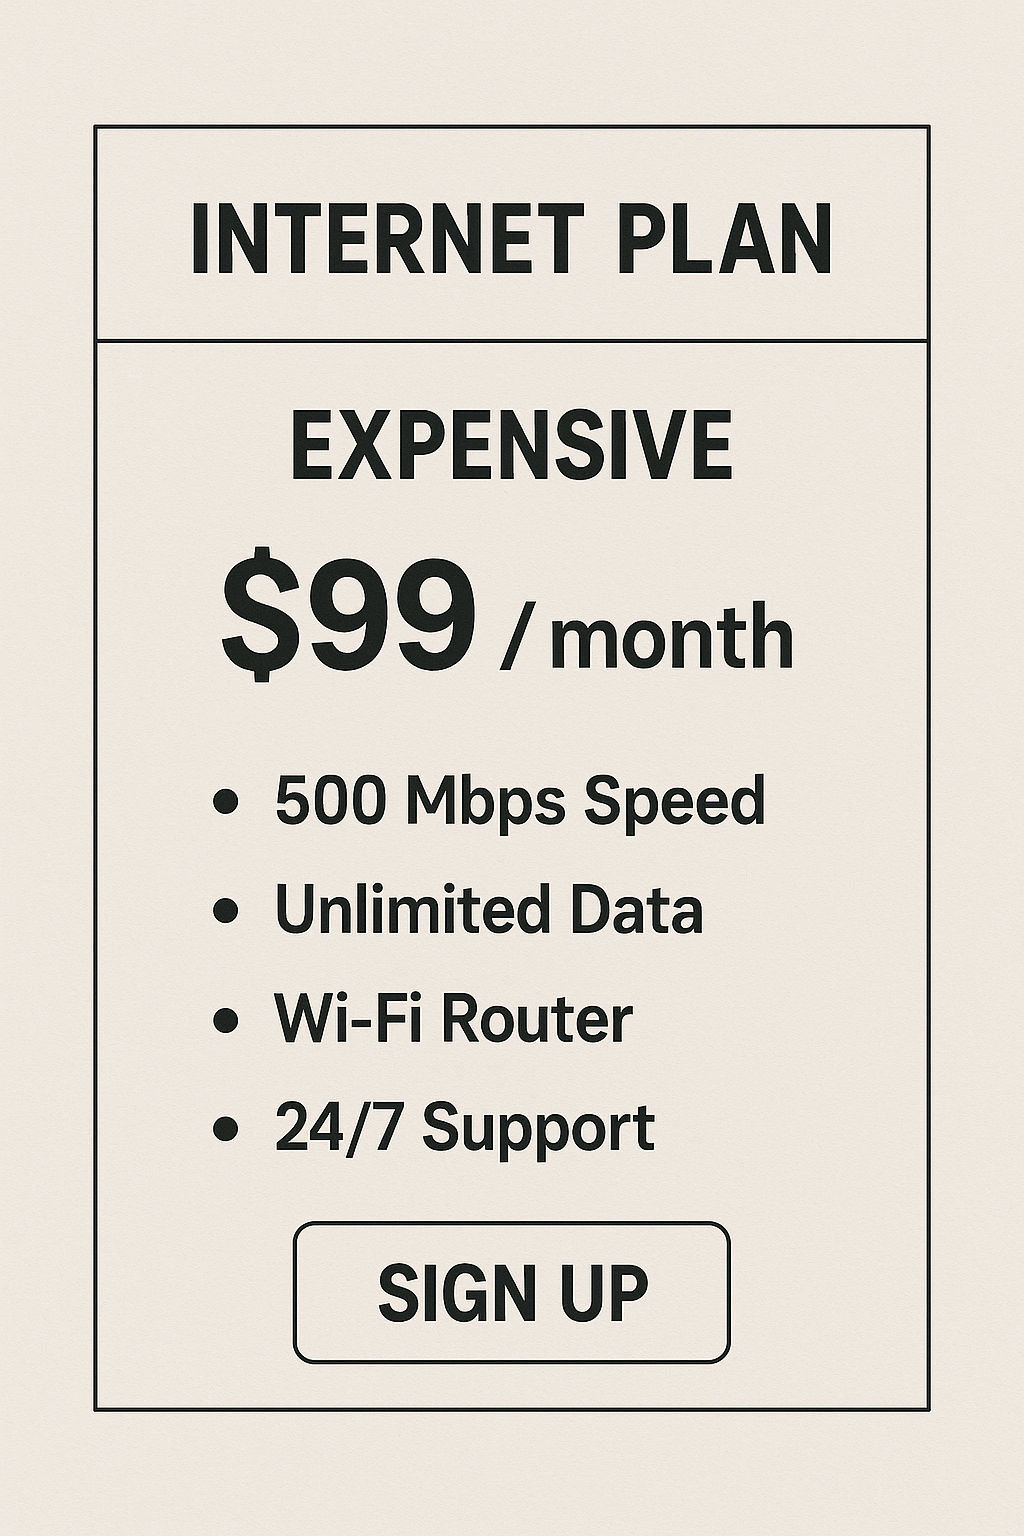 INTERNET PLAN
EXPENSIVE
$99 / month
• 500 Mbps Speed
• Unlimited Data
• Wi-Fi Router
• 24/7 Support
SIGN UP